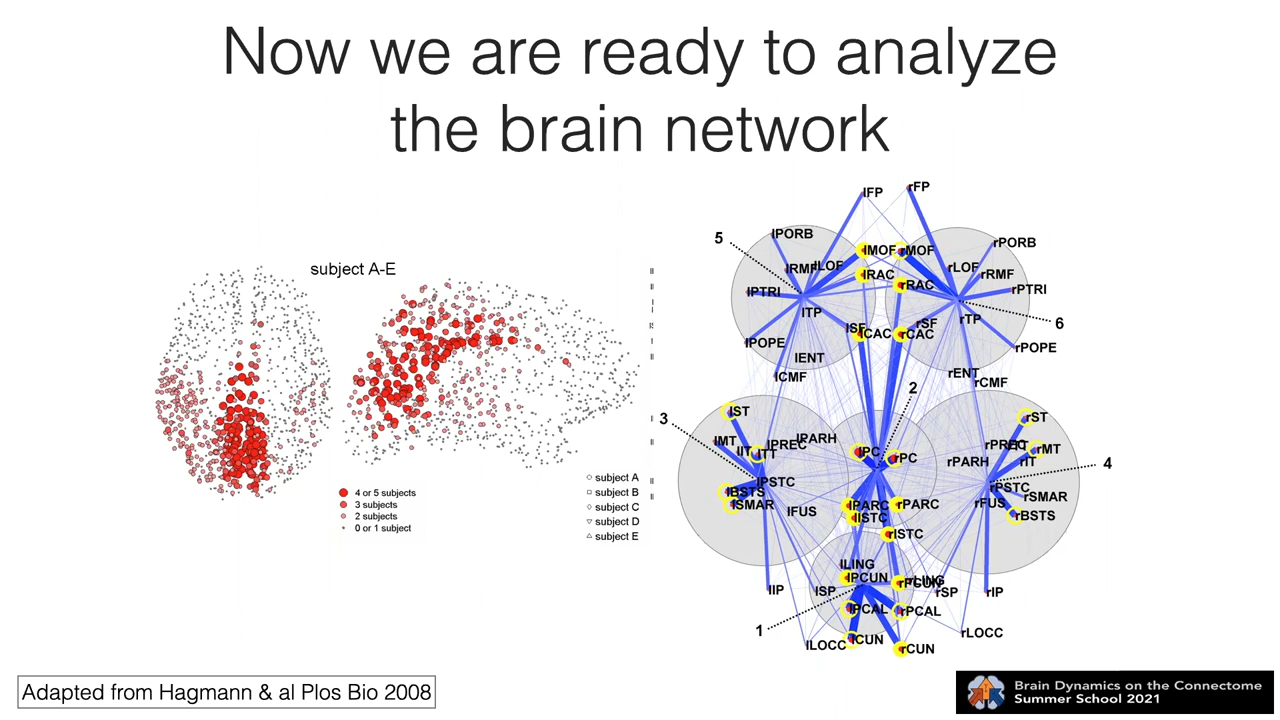 Now we are ready to analyze
the brain network
subject A-E
4 or 5 subjects
3 subjects
2 subjects
0 or 1 subject
subject A
subject B
subject C
subject D
subject E
lFP
rFP
5
lPORB
lMOF
rMOF
rPORB
lRMF
lLOF
lRAC
rLOF
rRMF
lPTRI
rRAC
rPTRI
lTP
rTP
6
lSF
lCAC
rCAC
rSF
lPOPE
rPOPE
lENT
lCMF
rENT
rCMF
2
3
lST
rST
lMT
lIT
lTT
lPREC
lPARH
rMT
rIT
lPC
rPC
rPARH
4
lPSTC
rPSTC
lBSTS
lSMAR
rSMAR
lFUS
lPARC
rPARC
rFUS
lISTC
rBSTS
rISTC
lLING
lPCUN
rPCUN
rLING
lIP
lSP
rSP
rIP
lPCAL
rPCAL
1
lLOCC
lCUN
rCUN
rLOCC
Adapted from Hagmann & al Plos Bio 2008
Brain Dynamics on the Connectome
Summer School 2021